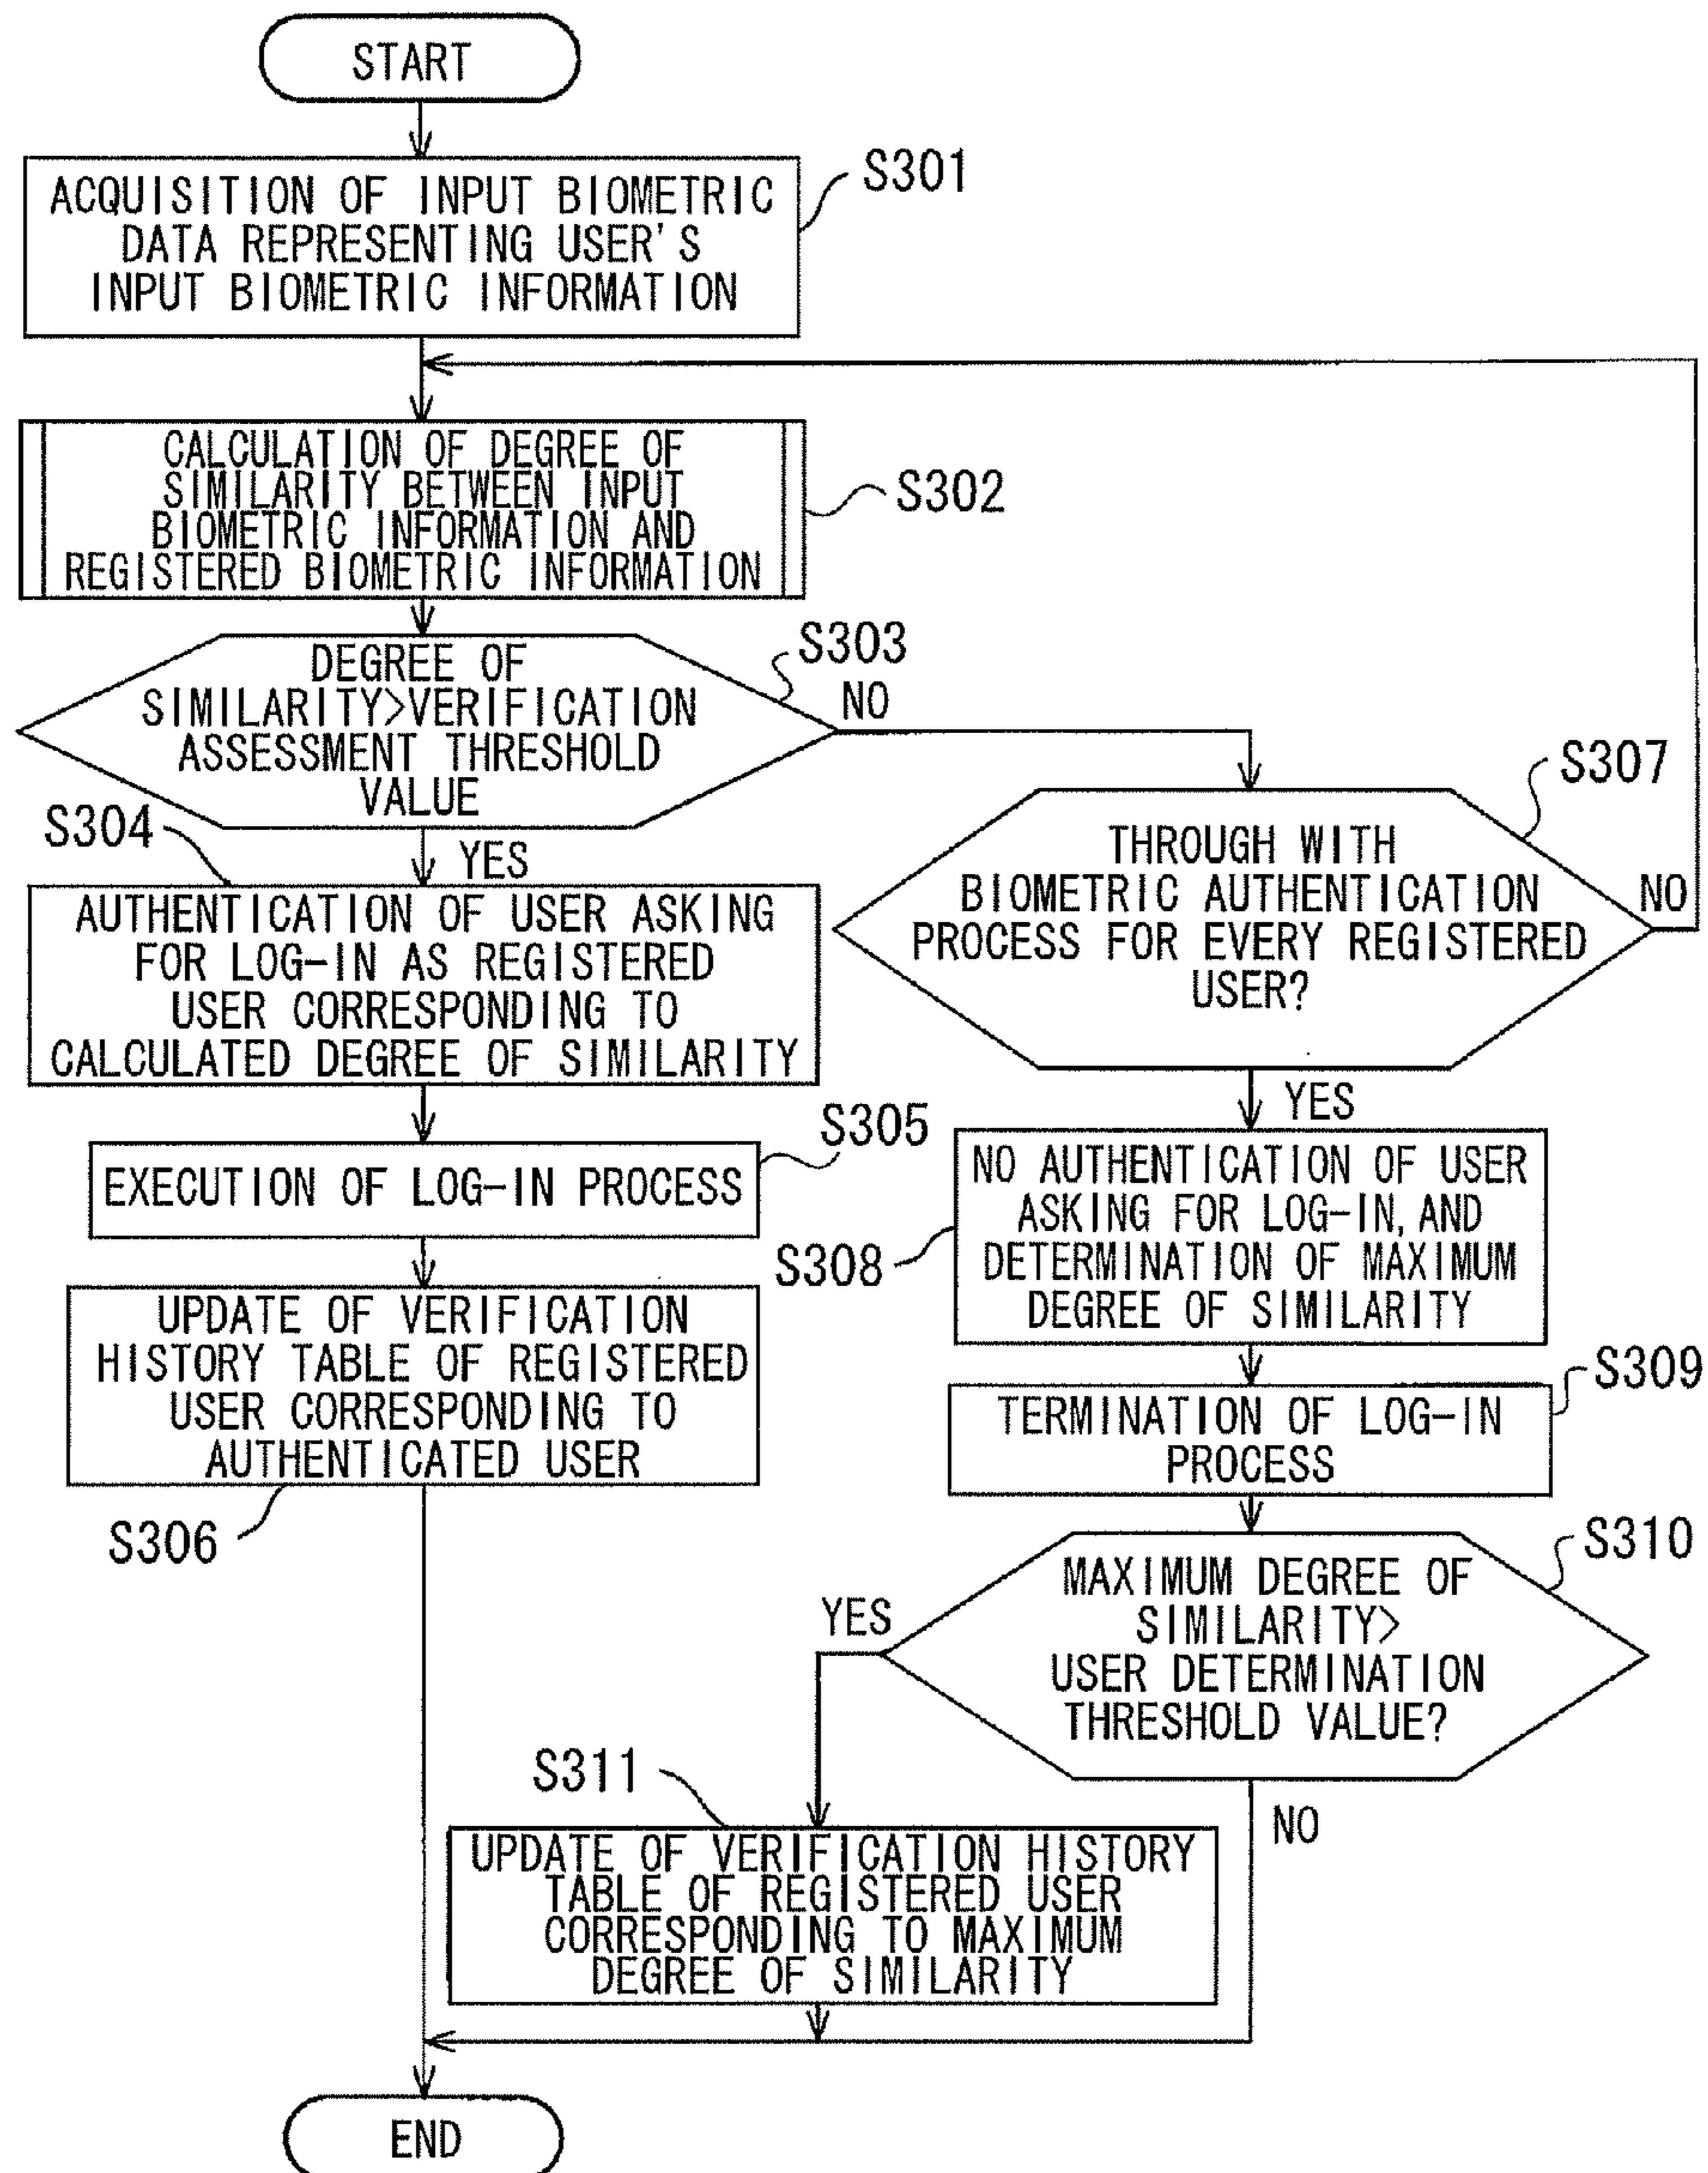 START
ACQUISITION OF INPUT BIOMETRIC
DATA REPRESENTING USER'S
INPUT BIOMETRIC INFORMATION
S301
CALCULATION OF DEGREE OF
SIMILARITY BETWEEN INPUT
BIOMETRIC INFORMATION AND
REGISTERED BIOMETRIC INFORMATION
S302
DEGREE OF
SIMILARITY>VERIFICATION
ASSESSMENT THRESHOLD
VALUE
S303
NO
YES
S304
AUTHENTICATION OF USER ASKING
FOR LOG-IN AS REGISTERED
USER CORRESPONDING TO
CALCULATED DEGREE OF SIMILARITY
S305
EXECUTION OF LOG-IN PROCESS
UPDATE OF VERIFICATION
HISTORY TABLE OF REGISTERED
USER CORRESPONDING TO
AUTHENTICATED USER
S306
S307
THROUGH WITH
BIOMETRIC AUTHENTICATION
PROCESS FOR EVERY REGISTERED
USER?
NO
YES
NO AUTHENTICATION OF USER
ASKING FOR LOG-IN, AND
DETERMINATION OF MAXIMUM
DEGREE OF SIMILARITY
S308
S309
TERMINATION OF LOG-IN
PROCESS
S310
MAXIMUM DEGREE OF
SIMILARITY>
USER DETERMINATION
THRESHOLD VALUE?
YES
NO
S311
UPDATE OF VERIFICATION HISTORY
TABLE OF REGISTERED USER
CORRESPONDING TO MAXIMUM
DEGREE OF SIMILARITY
END